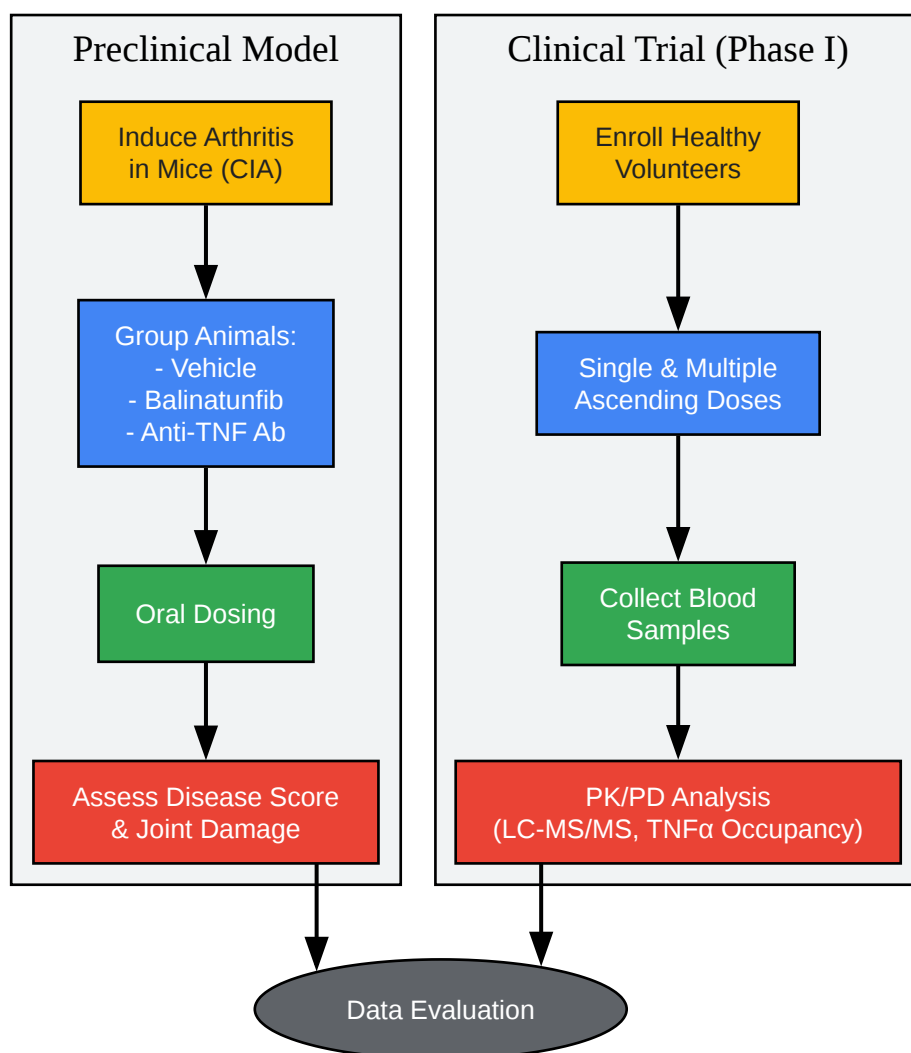 Preclinical Model
Induce Arthritis
in Mice (CIA)
Group Animals:
- Vehicle
- Balinatunfib
- Anti-TNF Ab
Oral Dosing
Assess Disease Score
& Joint Damage
Clinical Trial (Phase I)
Enroll Healthy
Volunteers
Single & Multiple
Ascending Doses
Collect Blood
Samples
PK/PD Analysis
(LC-MS/MS, TNFα Occupancy)
Data Evaluation